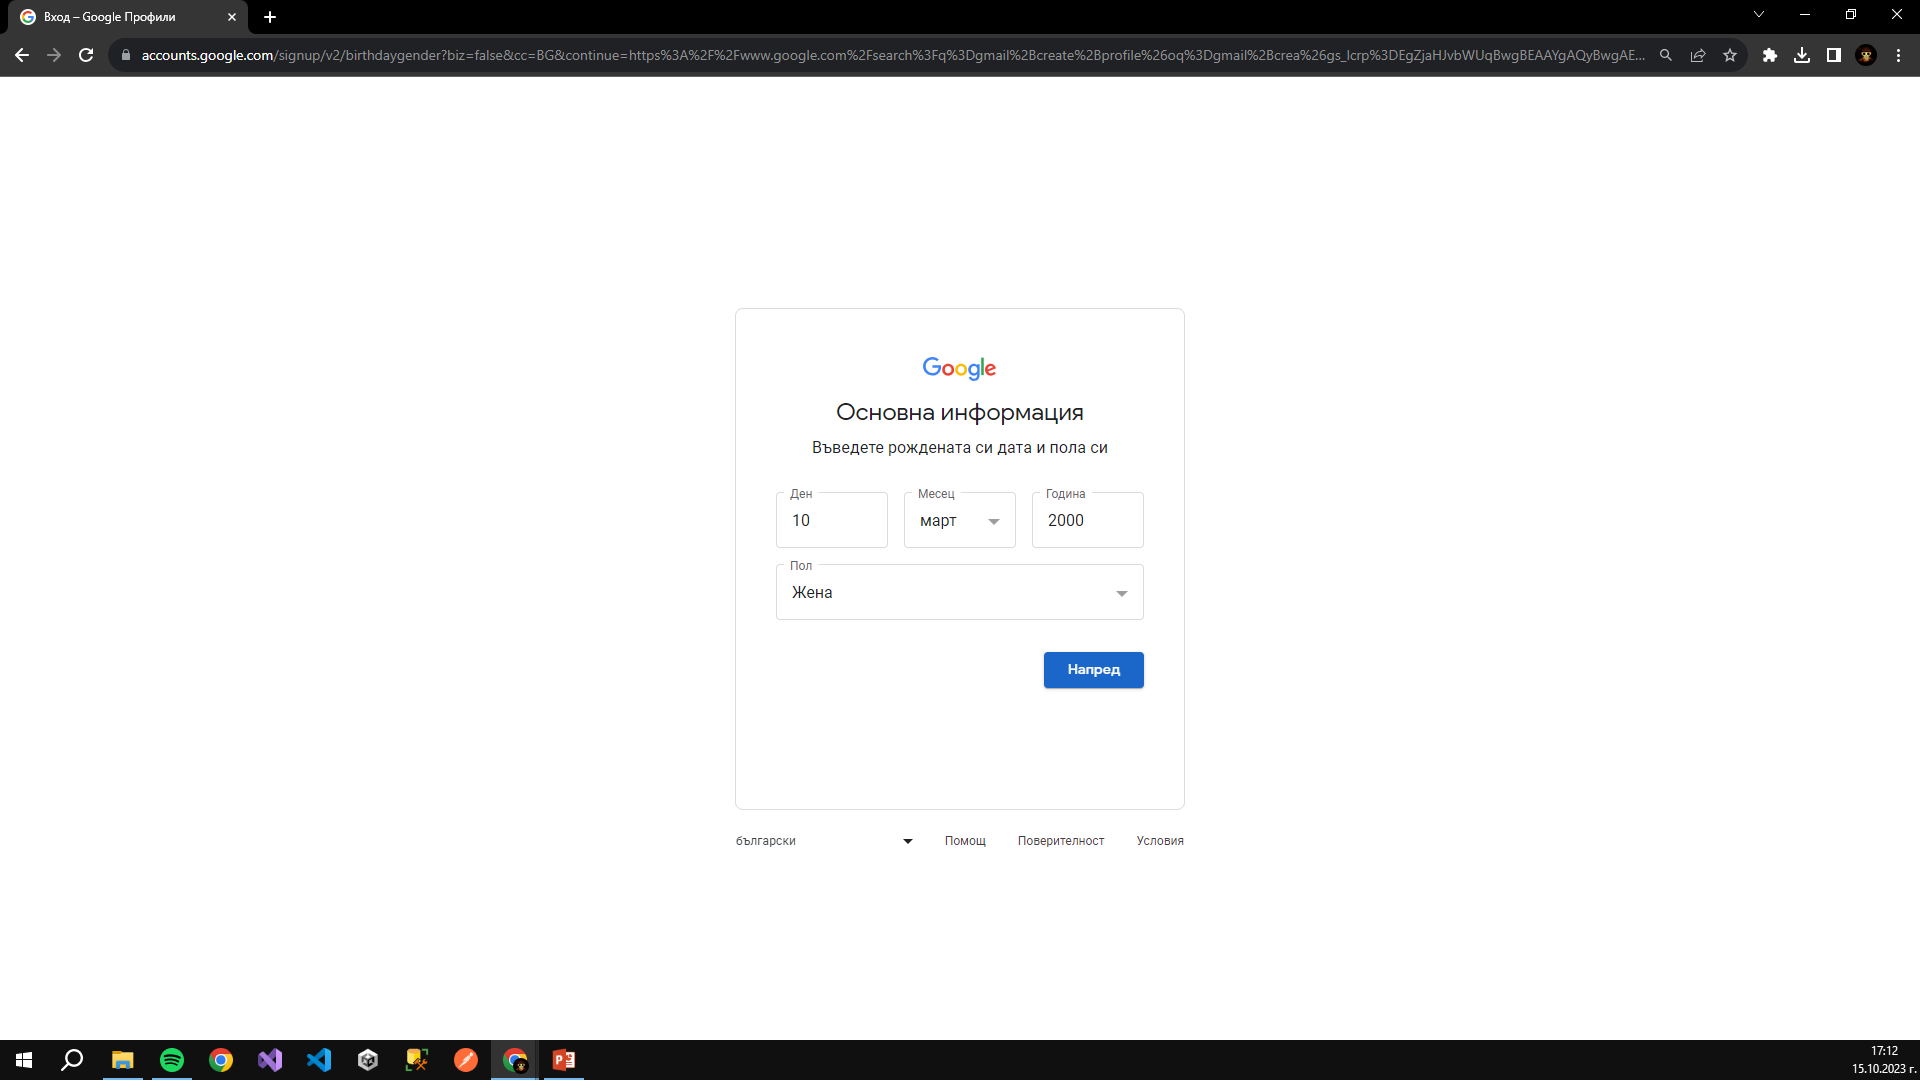 Вход – Google Профили
accounts.google.com/signup/v2/birthdaygender?biz=false&cc=BG&continue=https%3A%2F%2Fwww.google.com%2Fsearch%3Fq%3Dgmail%2Bcreate%2Bprofile%26oq%3Dgmail%2Bcrea%26gs_lcrp%3DEgZjaHJvbWUqBwgBEAAYgAQyBwgAE...
Google
Основна информация
Въведете рождената си дата и пола си
Ден Месец Година
10 март 2000
Пол
Жена
Напред
български Помощ Поверителност Условия
17:12
15.10.2023 г.